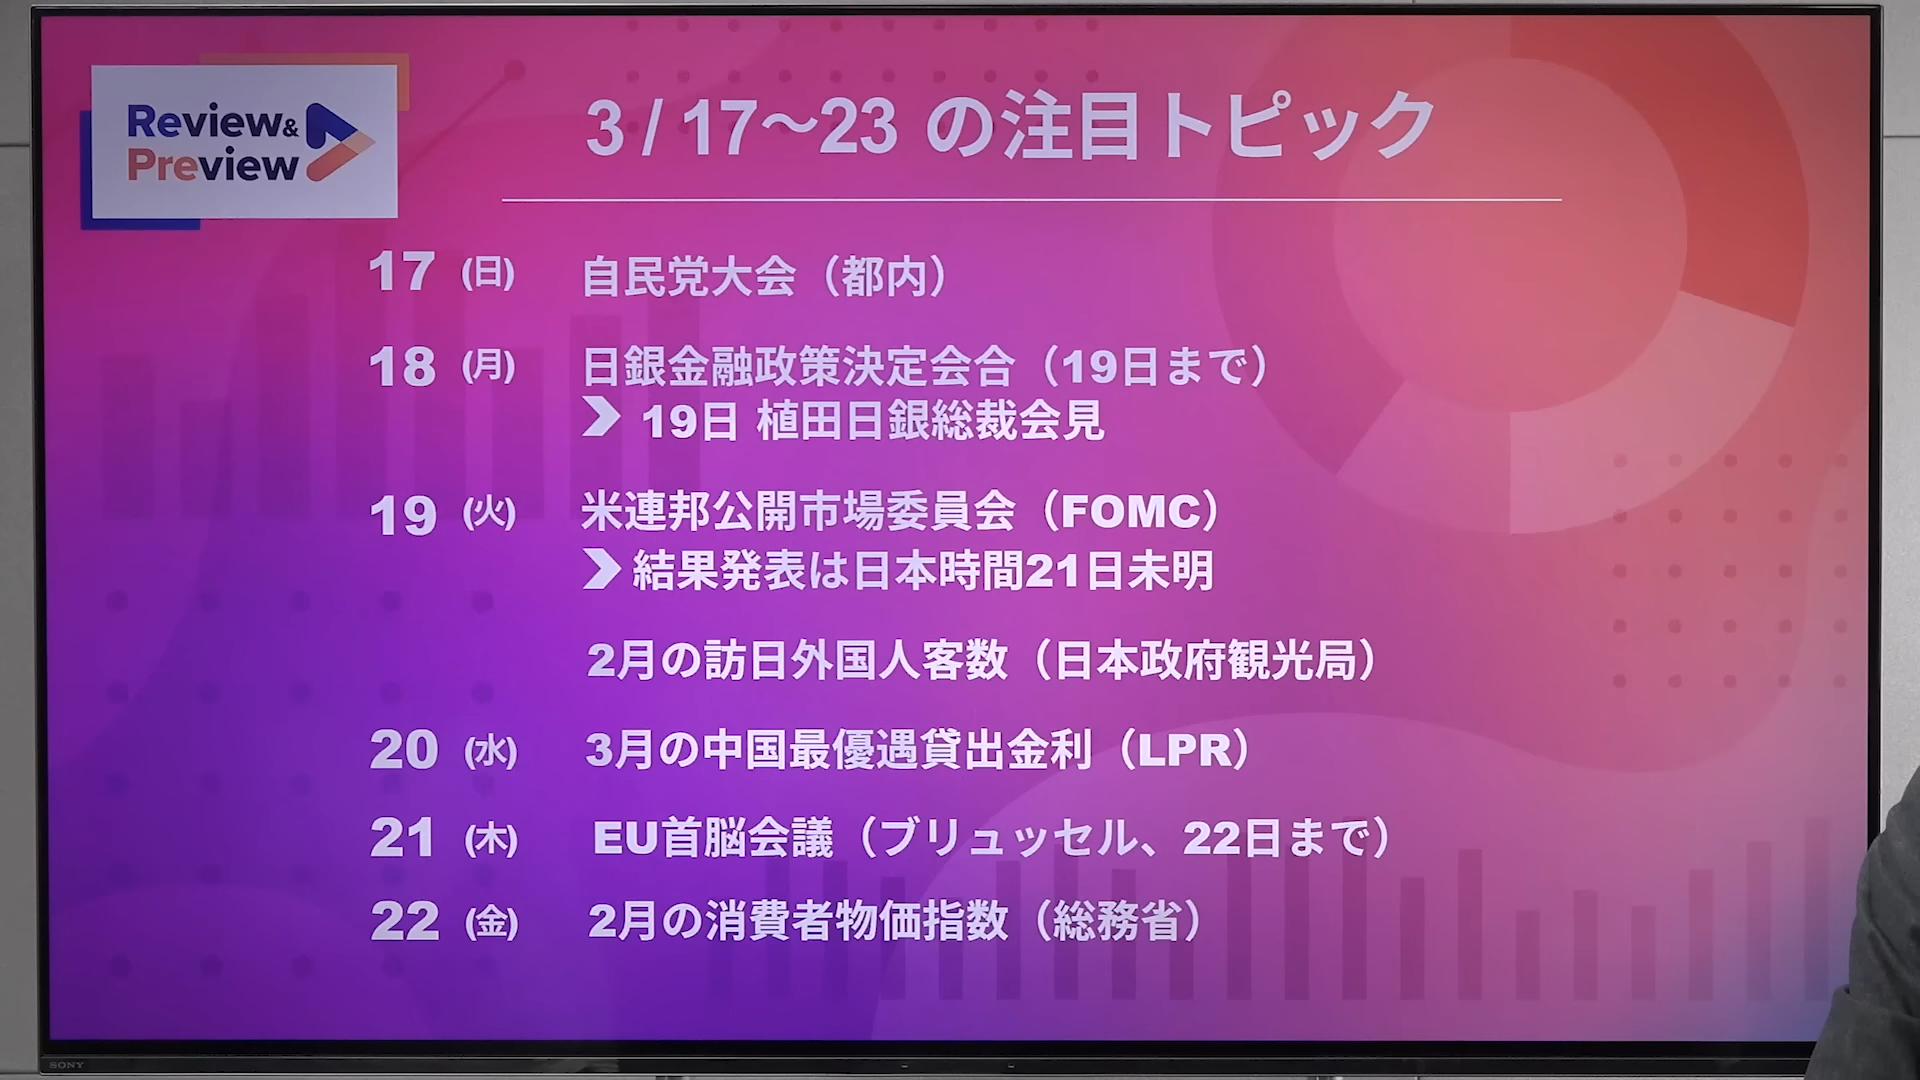 Review&
Preview
3/17～23 の注目トピック
17 (日) 自民党大会（都内）
18 (月) 日銀金融政策決定会合（19日まで）
19日 植田日銀総裁会見
19 (火) 米連邦公開市場委員会（FOMC）
結果発表は日本時間21日未明
2月の訪日外国人客数（日本政府観光局）
20 (水) 3月の中国最優遇貸出金利（LPR）
21 (木) EU首脳会議（ブリュッセル、22日まで）
22 (金) 2月の消費者物価指数（総務省）
SONY